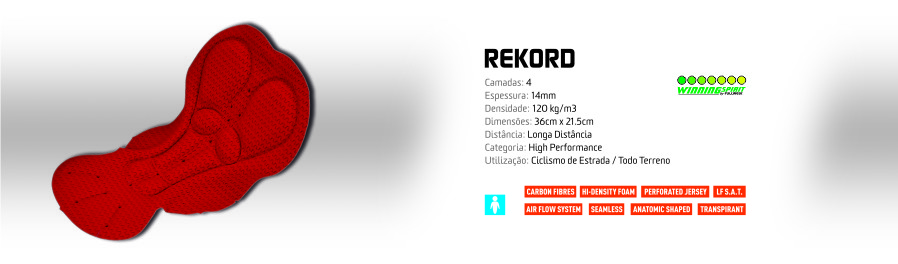 REKORD
Camadas: 4
Espessura: 14mm
Densidade: 120 kg/m3
Dimensões: 36cm x 21.5cm
Distância: Longa Distância
Categoria: High Performance
Utilização: Ciclismo de Estrada / Todo Terreno
WINNING SPIRIT
CARBON FIBRES HI-DENSITY FOAM PERFORATED JERSEY LF S.A.T.
AIR FLOW SYSTEM SEAMLESS ANATOMIC SHAPED TRANSPIRANT